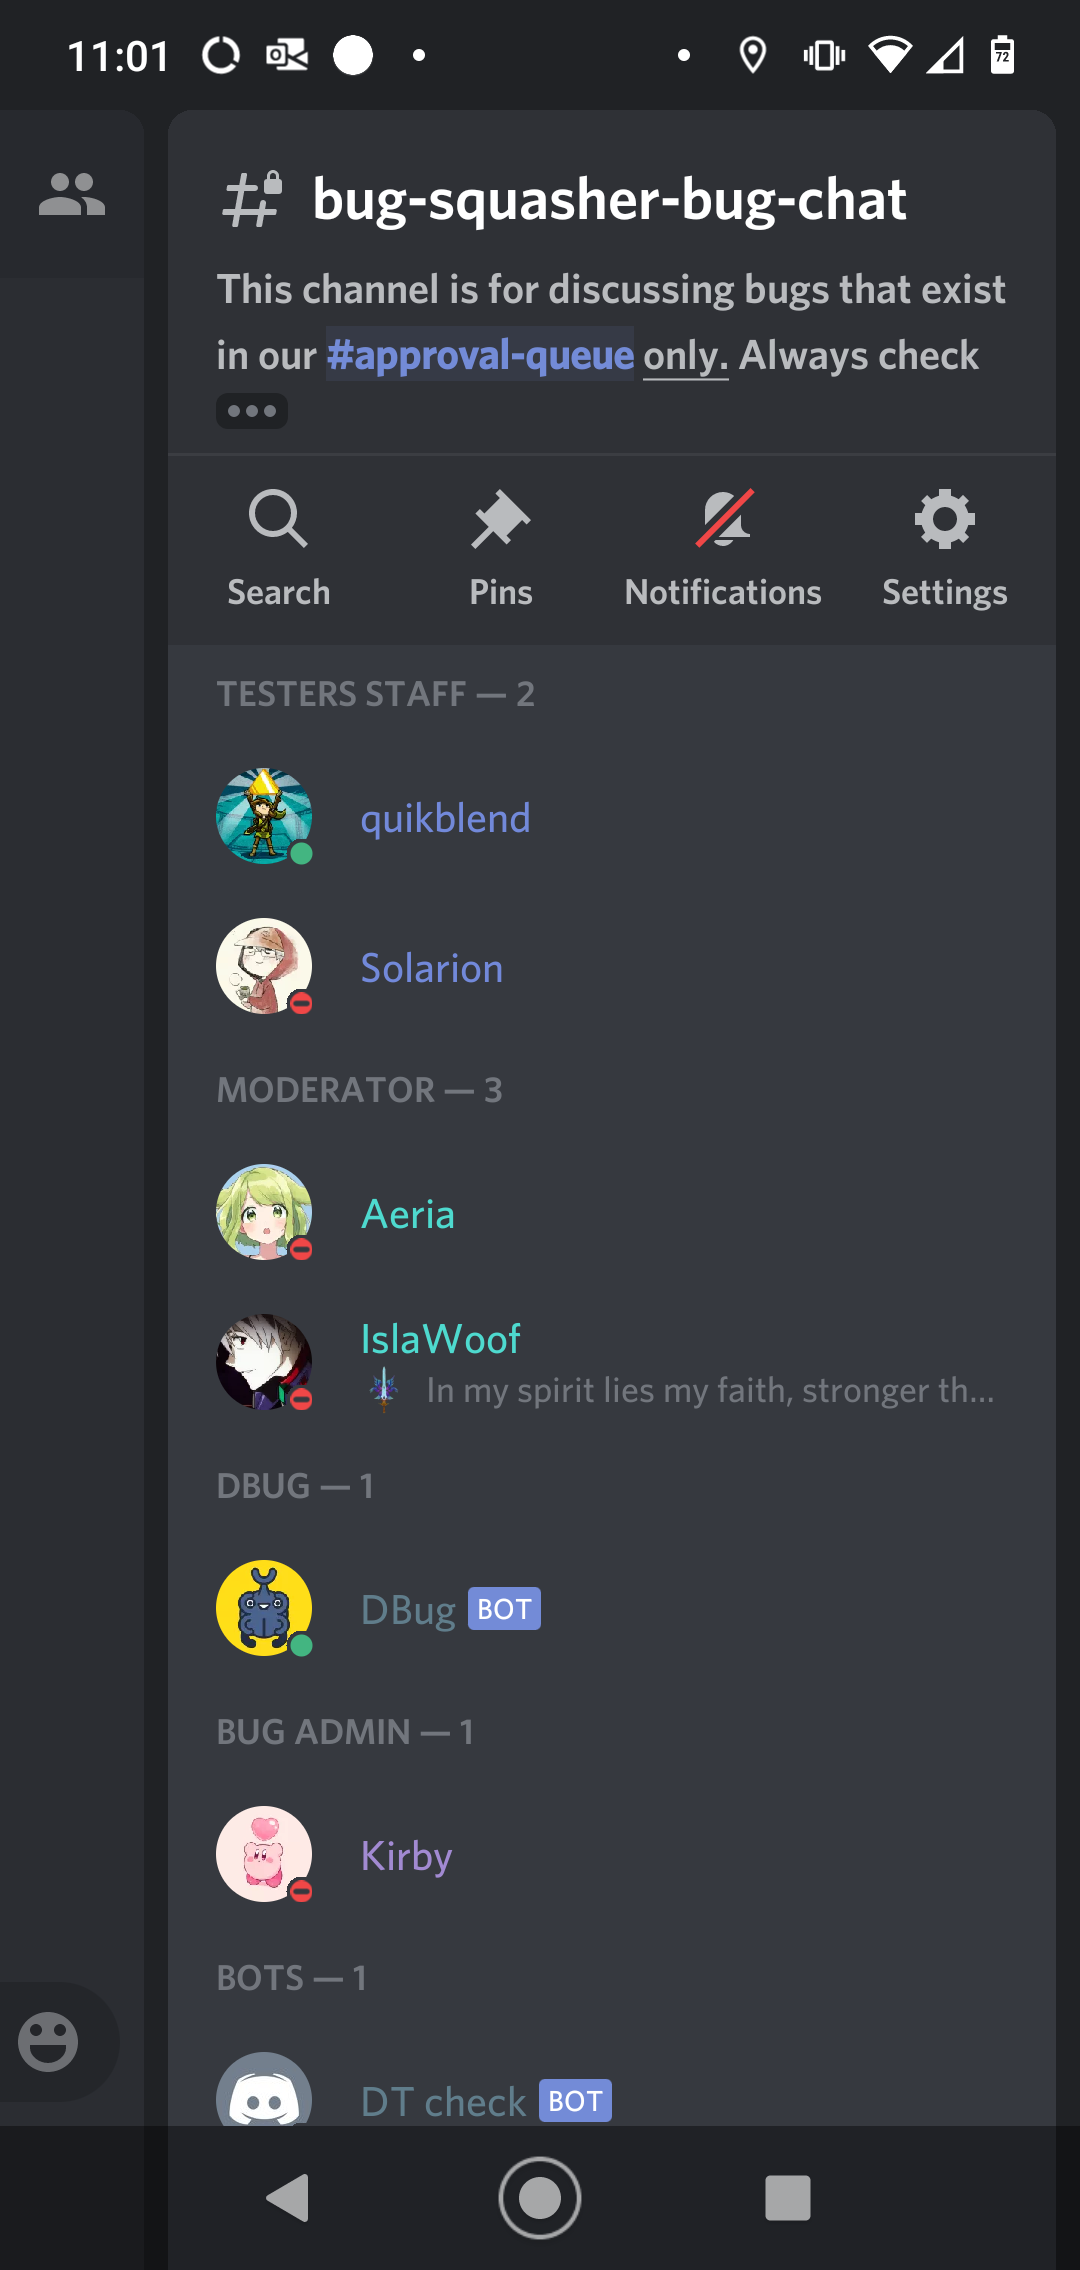 11:01
72
bug-squasher-bug-chat
This channel is for discussing bugs that exist
in our #approval-queue only. Always check
Search
Pins
Notifications
Settings
TESTERS STAFF — 2
quikblend
Solarion
MODERATOR — 3
Aeria
IslaWoof
In my spirit lies my faith, stronger th...
DBUG — 1
DBug BOT
BUG ADMIN — 1
Kirby
BOTS — 1
DT check BOT